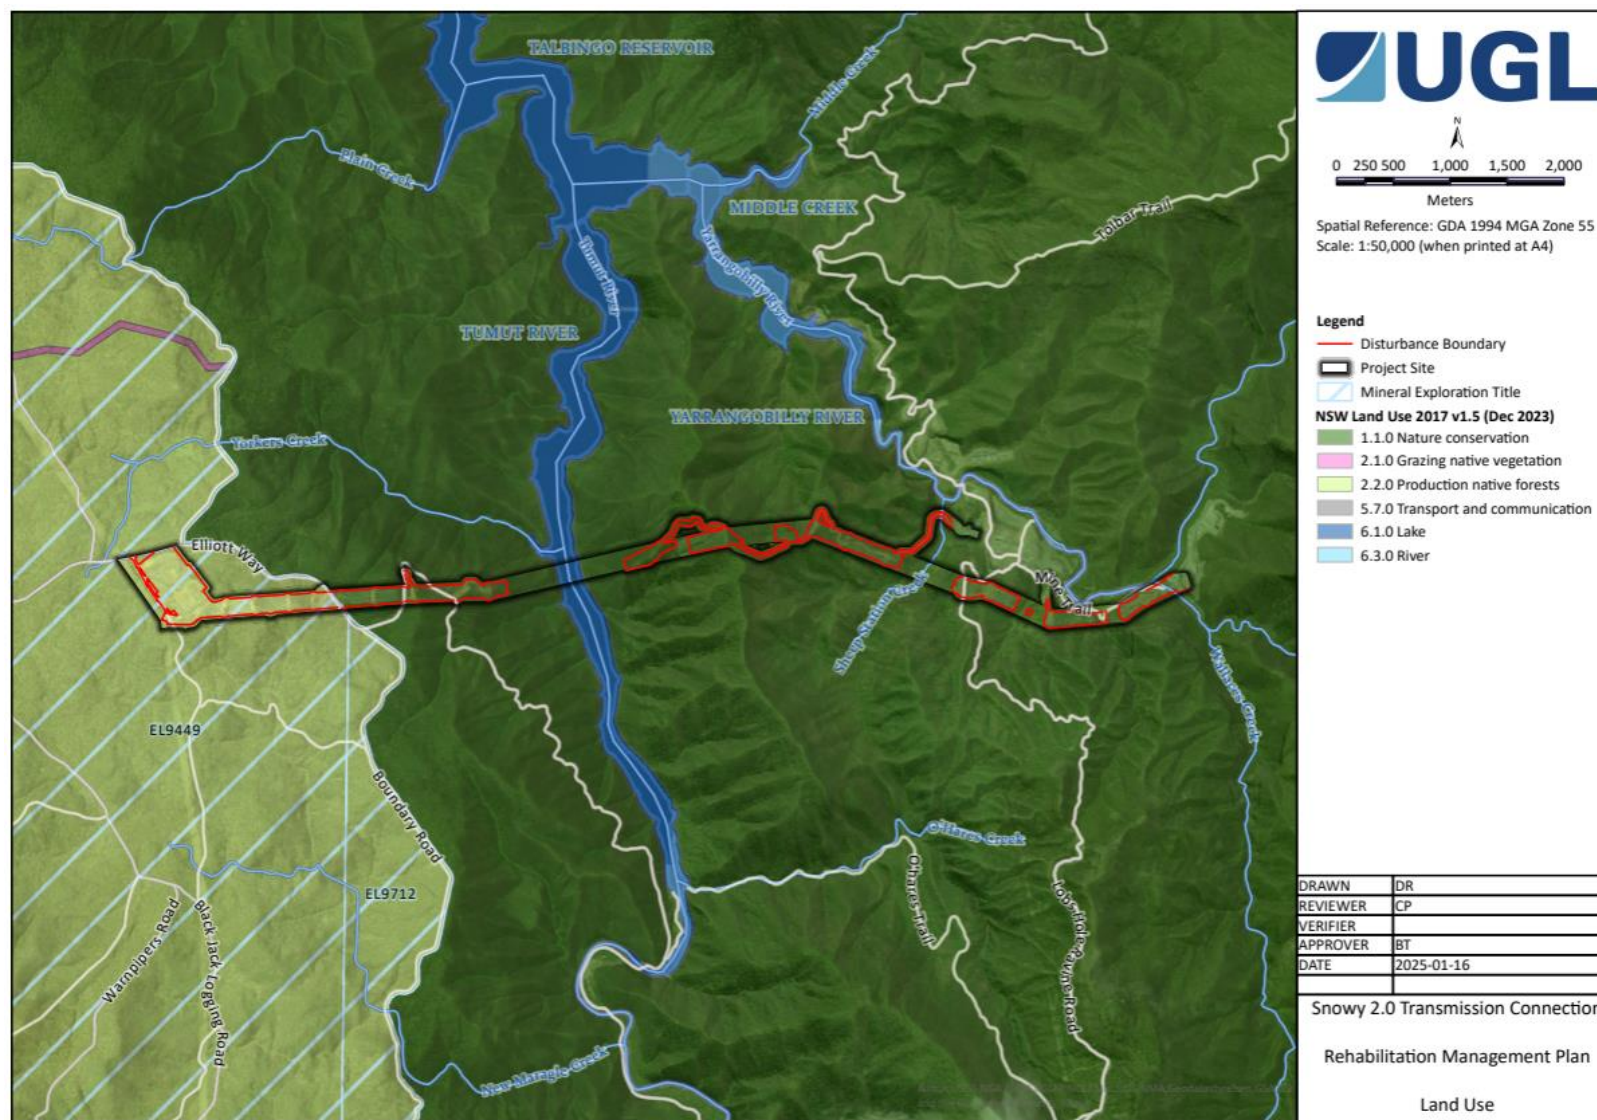 TALBINGO RESERVOIR
Middle Creek
Plain Creek
MIDDLE CREEK
Tolbar Trail
Yarrangobilly River
Tumut River
TUMUT RIVER
YARRANGOBILLY RIVER
Yorkers Creek
Elliott Way
Mine Trail
Sheep Station Creek
Wallaces Creek
EL9449
Boundary Road
O'Hares Creek
EL9712
O'Hares Trail
Lobs Hole Ravine Road
Warnpipers Road
Black Jack Logging Road
New Maragle Creek
UGL
N
0 250 500 1,000 1,500 2,000
Meters
Spatial Reference: GDA 1994 MGA Zone 55
Scale: 1:50,000 (when printed at A4)
Legend
Disturbance Boundary
Project Site
Mineral Exploration Title
NSW Land Use 2017 v1.5 (Dec 2023)
1.1.0 Nature conservation
2.1.0 Grazing native vegetation
2.2.0 Production native forests
5.7.0 Transport and communication
6.1.0 Lake
6.3.0 River
DRAWN DR
REVIEWER CP
VERIFIER
APPROVER BT
DATE 2025-01-16
Snowy 2.0 Transmission Connection
Rehabilitation Management Plan
Land Use